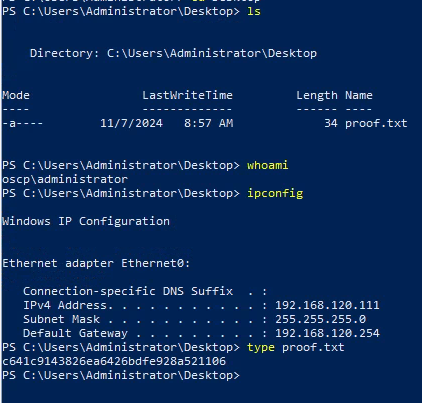 PS C:\Users\Administrator\Desktop> ls
Directory: C:\Users\Administrator\Desktop
Mode                LastWriteTime         Length Name
----                -------------         ------ ----
-a----        11/7/2024   8:57 AM             34 proof.txt
PS C:\Users\Administrator\Desktop> whoami
oscp\administrator
PS C:\Users\Administrator\Desktop> ipconfig
Windows IP Configuration
Ethernet adapter Ethernet0:
Connection-specific DNS Suffix  . :
IPv4 Address. . . . . . . . . . . : 192.168.120.111
Subnet Mask . . . . . . . . . . . : 255.255.255.0
Default Gateway . . . . . . . . . : 192.168.120.254
PS C:\Users\Administrator\Desktop> type proof.txt
c641c9143826ea6426bdfe928a521106
PS C:\Users\Administrator\Desktop>